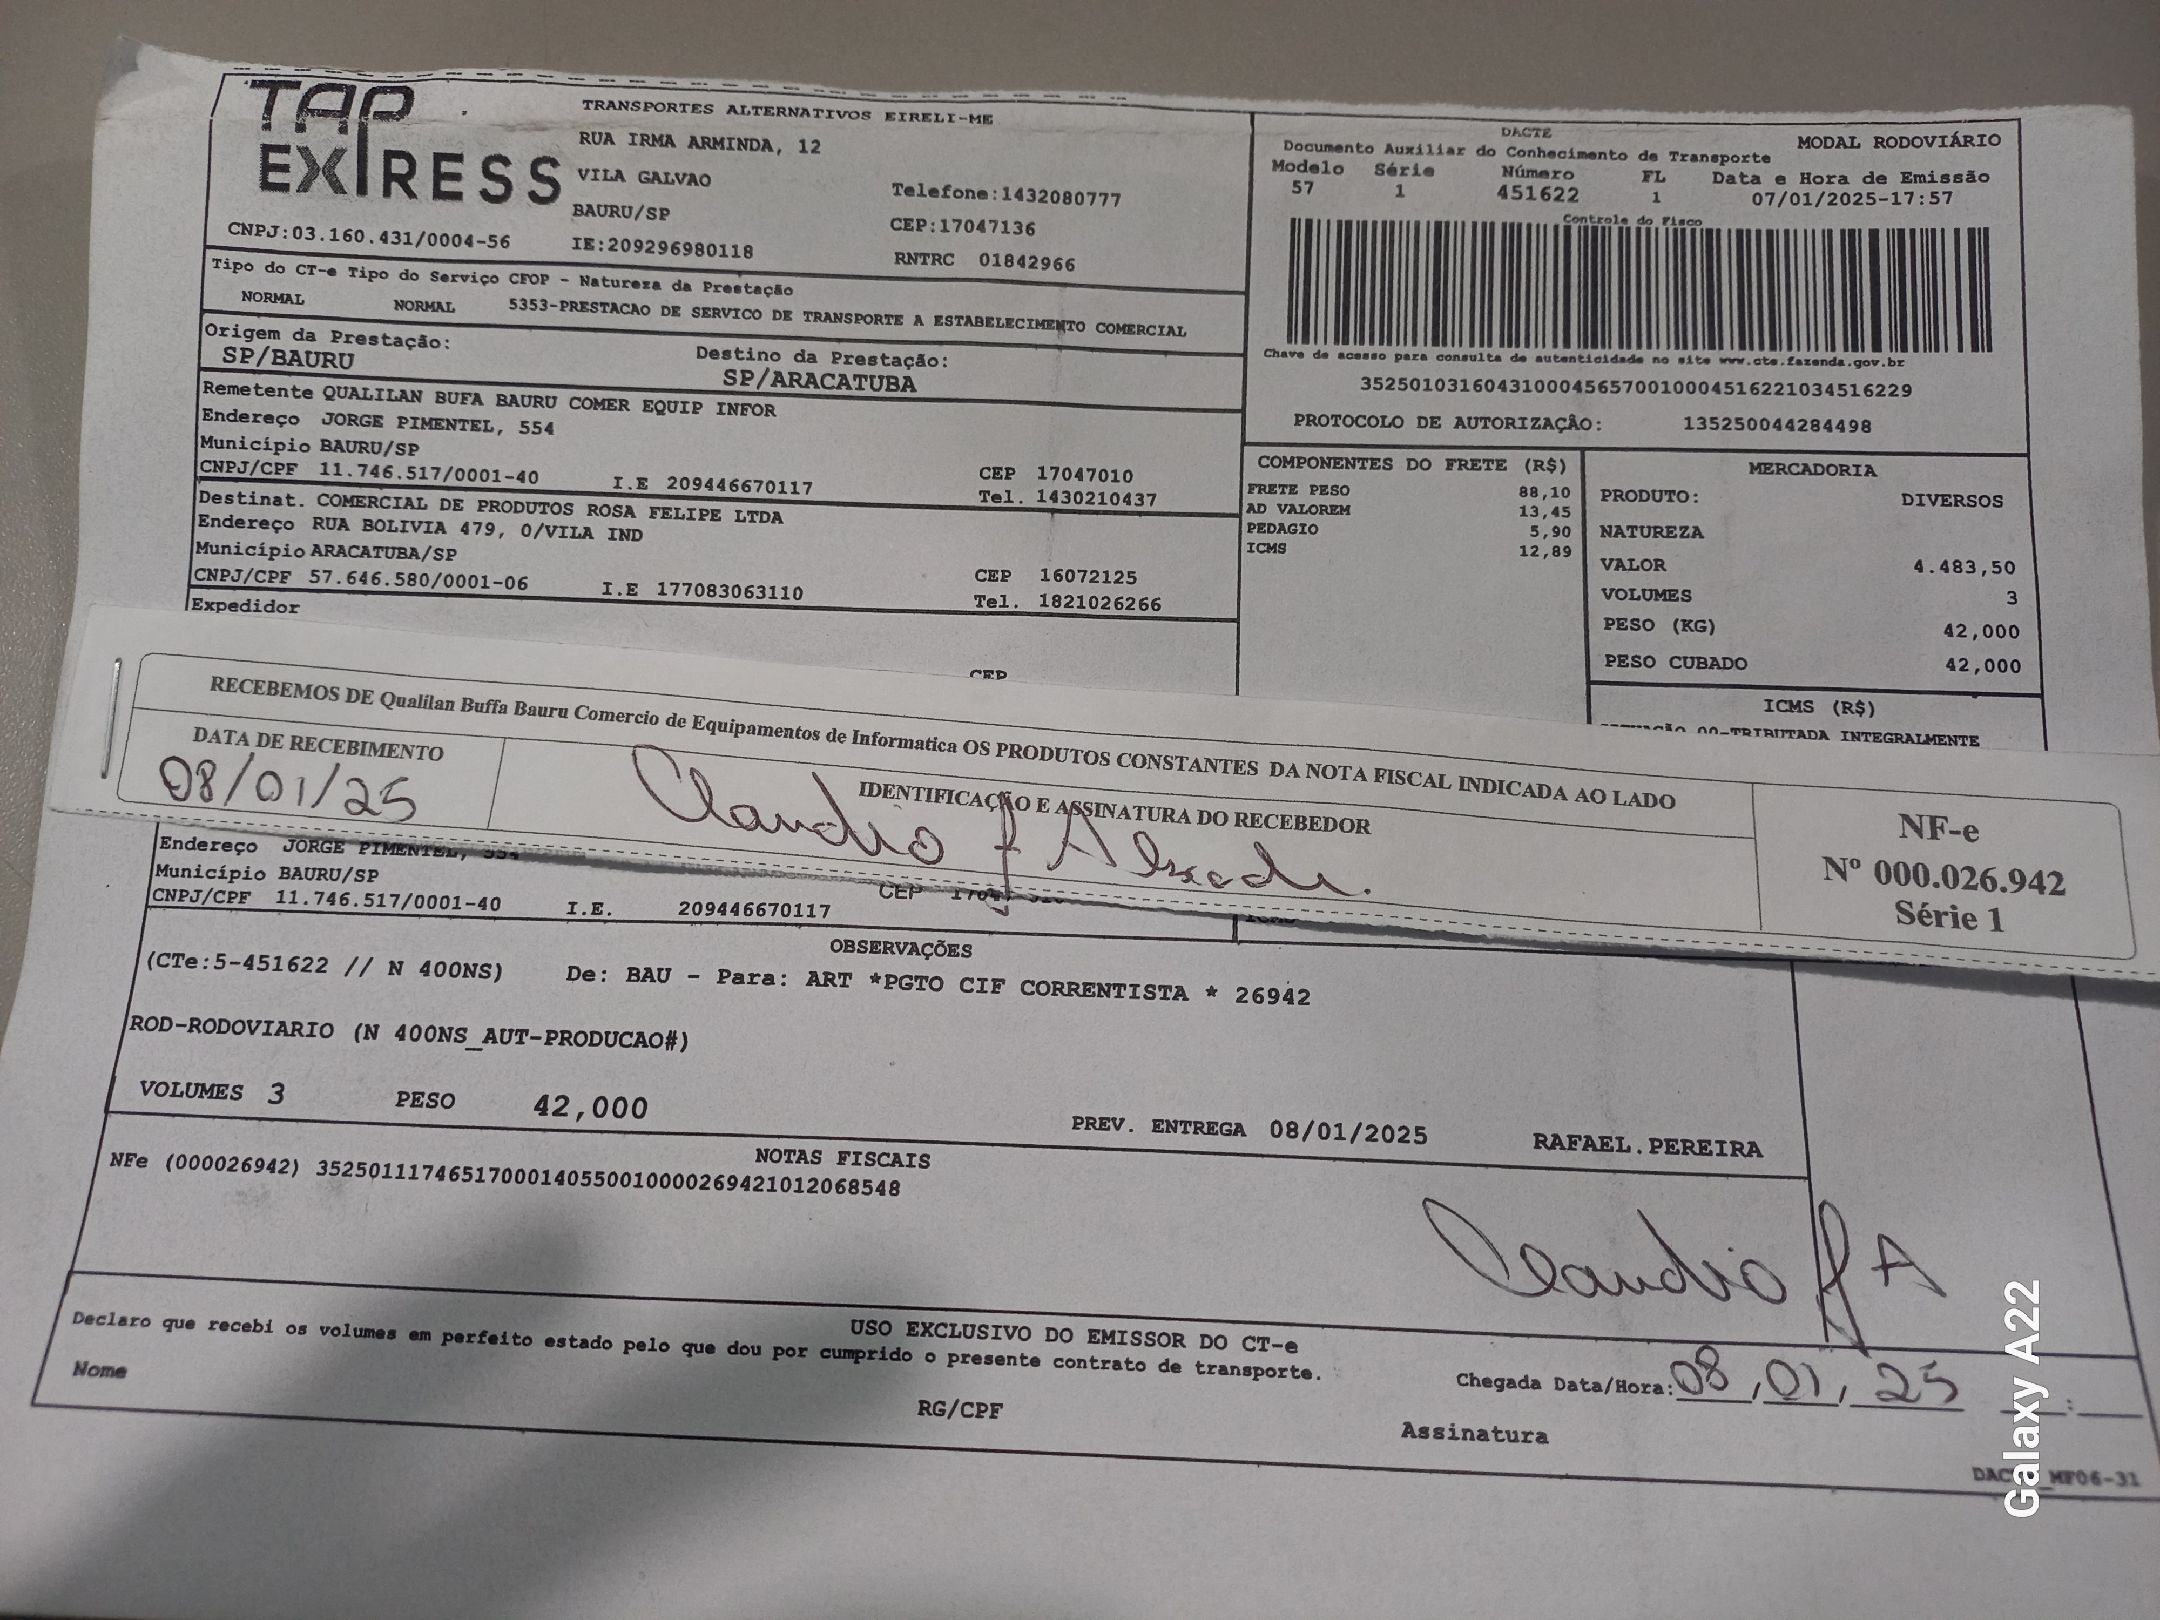 TAP EXPRESS
TRANSPORTES ALTERNATIVOS EIRELI-ME
RUA IRMA ARMINDA, 12
VILA GALVAO
BAURU/SP
Telefone:1432080777
CEP:17047136
CNPJ:03.160.431/0004-56
IE:209296980118
RNTRC 01842966
DACTE
MODAL RODOVIÁRIO
Documento Auxiliar do Conhecimento de Transporte
Modelo Série Número FL Data e Hora de Emissão
57 1 451622 1 07/01/2025-17:57
Controle do Fisco
Chave de acesso para consulta de autenticidade no site www.cte.fazenda.gov.br
35250103160431000456570010004516221034516229
PROTOCOLO DE AUTORIZAÇÃO: 135250044284498
Tipo do CT-e Tipo do Serviço CFOP - Natureza da Prestação
NORMAL NORMAL 5353-PRESTACAO DE SERVICO DE TRANSPORTE A ESTABELECIMENTO COMERCIAL
Origem da Prestação: Destino da Prestação:
SP/BAURU SP/ARACATUBA
Remetente QUALILAN BUFA BAURU COMER EQUIP INFOR
Endereço JORGE PIMENTEL, 554
Município BAURU/SP CEP 17047010
CNPJ/CPF 11.746.517/0001-40 I.E 209446670117 Tel. 1430210437
Destinat. COMERCIAL DE PRODUTOS ROSA FELIPE LTDA
Endereço RUA BOLIVIA 479, 0/VILA IND
Município ARACATUBA/SP CEP 16072125
CNPJ/CPF 57.646.580/0001-06 I.E 177083063110 Tel. 1821026266
Expedidor
CEP
COMPONENTES DO FRETE (R$)
FRETE PESO 88,10
AD VALOREM 13,45
PEDAGIO 5,90
ICMS 12,89
MERCADORIA
PRODUTO: DIVERSOS
NATUREZA
VALOR 4.483,50
VOLUMES 3
PESO (KG) 42,000
PESO CUBADO 42,000
ICMS (R$)
00-TRIBUTADA INTEGRALMENTE
RECEBEMOS DE Qualilan Buffa Bauru Comercio de Equipamentos de Informatica OS PRODUTOS CONSTANTES DA NOTA FISCAL INDICADA AO LADO
DATA DE RECEBIMENTO
08/01/25
IDENTIFICAÇÃO E ASSINATURA DO RECEBEDOR
Claudio f
NF-e
Nº 000.026.942
Série 1
Endereço JORGE PIMENTEL, 554
Município BAURU/SP CEP
CNPJ/CPF 11.746.517/0001-40 I.E. 209446670117
ICMS
OBSERVAÇÕES
(CTe:5-451622 // N 400NS) De: BAU - Para: ART *PGTO CIF CORRENTISTA * 26942
ROD-RODOVIARIO (N 400NS_AUT-PRODUCAO#)
VOLUMES 3 PESO 42,000
PREV. ENTREGA 08/01/2025 RAFAEL.PEREIRA
NOTAS FISCAIS
NFe (000026942) 35250111746517000140550010000269421012068548
Claudio f A
USO EXCLUSIVO DO EMISSOR DO CT-e
Declaro que recebi os volumes em perfeito estado pelo que dou por cumprido o presente contrato de transporte.
Chegada Data/Hora: 08, 01, 25 :
Nome RG/CPF Assinatura
MF06-31
Galaxy A22